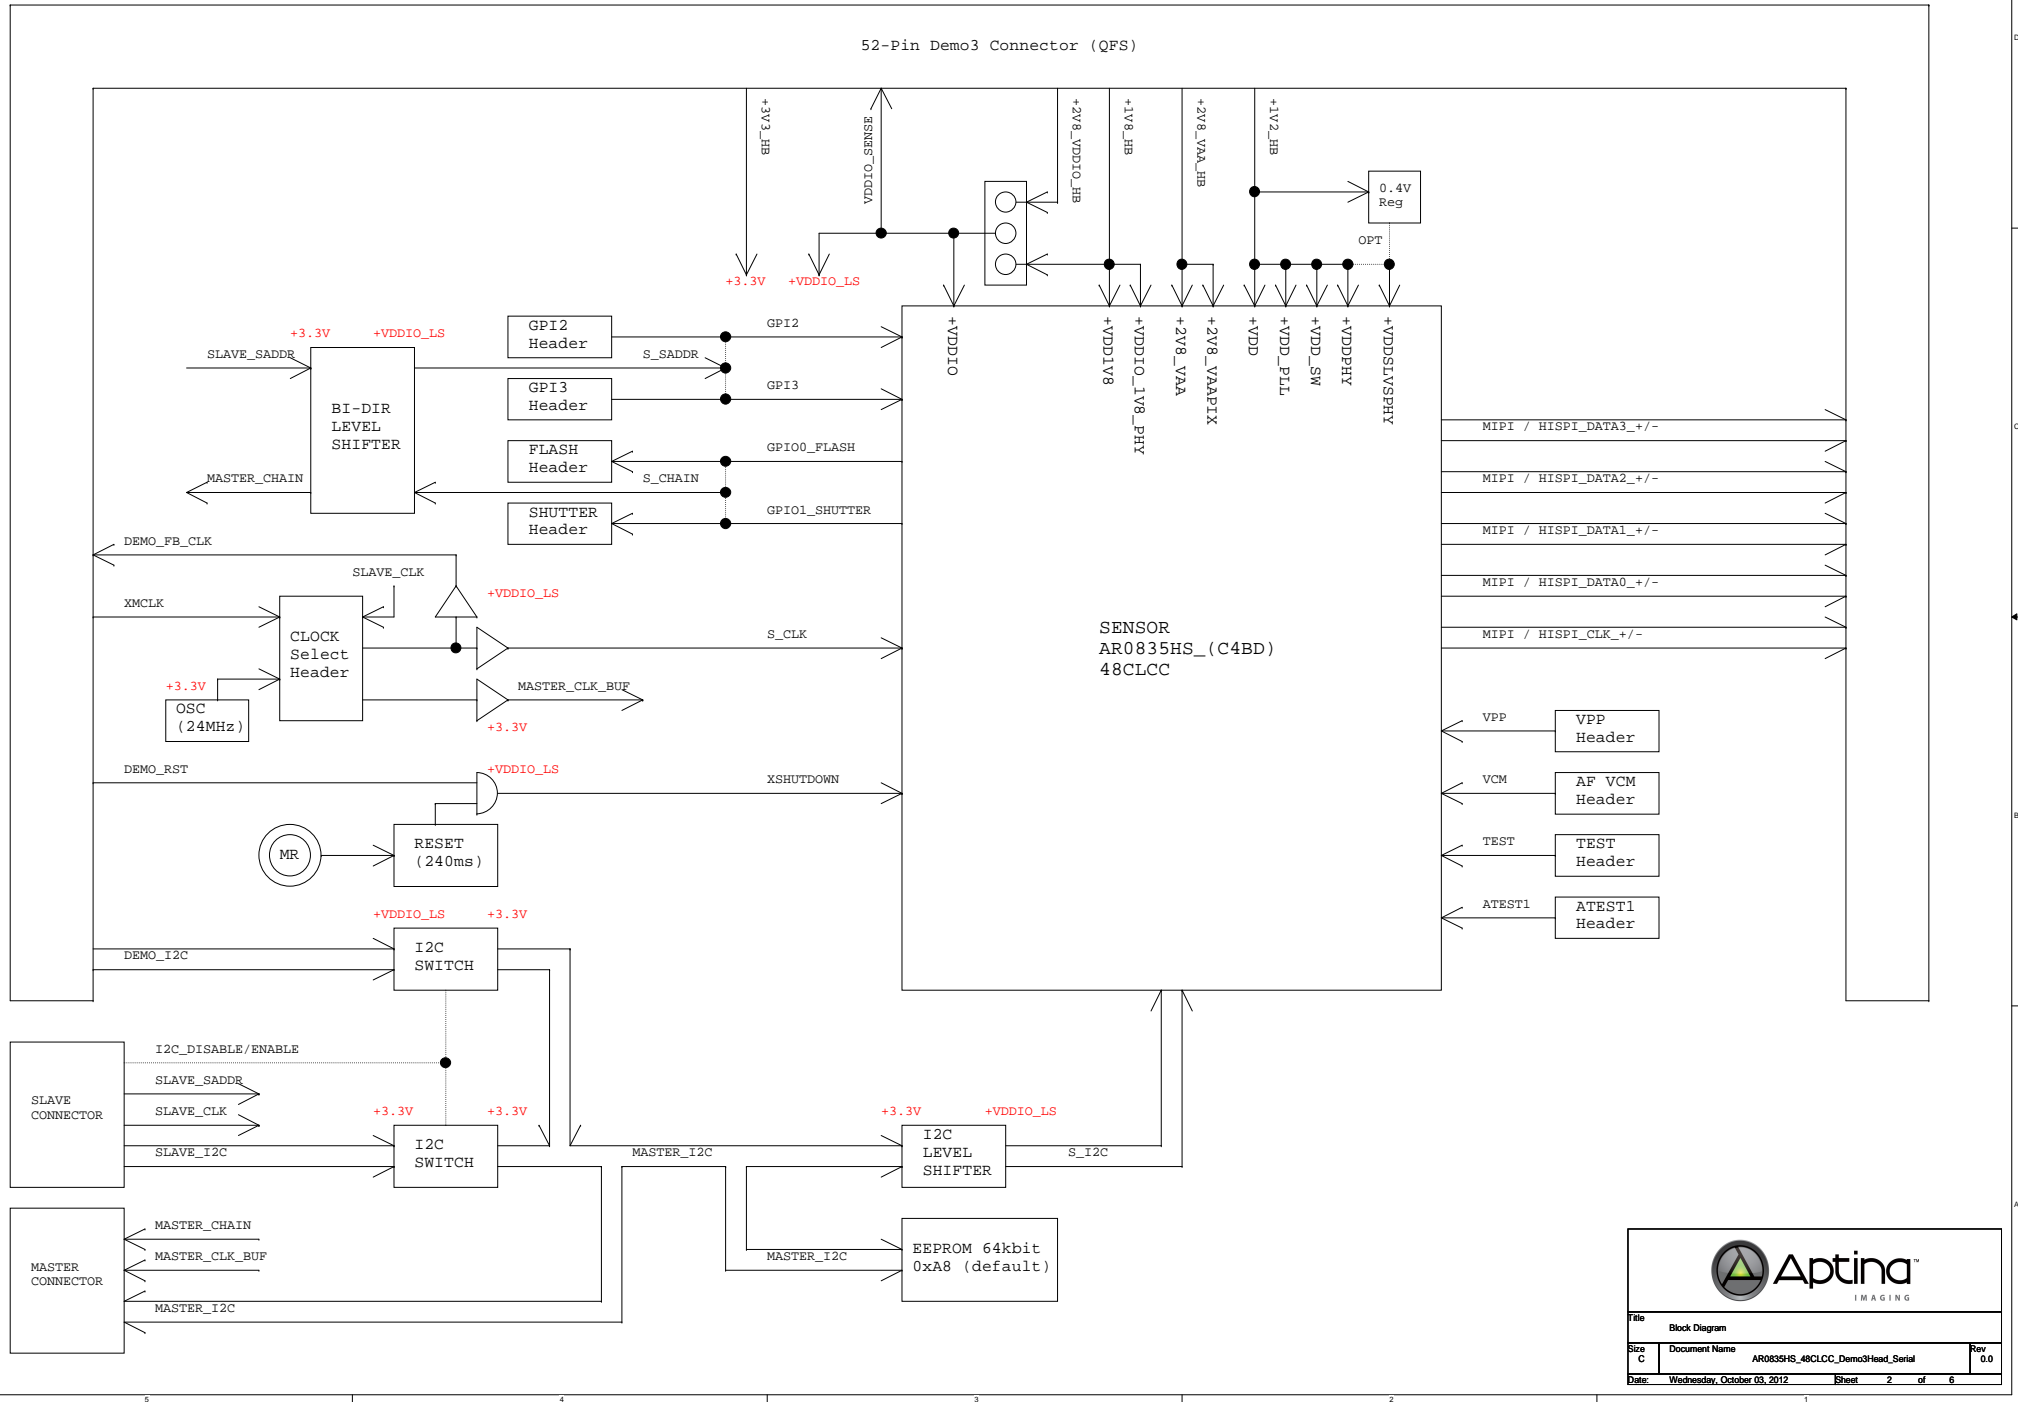 52-Pin Demo3 Connector (QFS)
+3V3_HB
VDDIO_SENSE
+2V8_VDDIO_HB
+1V8_HB
+2V8_VAA_HB
+1V2_HB
0.4V
Reg
OPT
+3.3V
+VDDIO_LS
+3.3V
+VDDIO_LS
SLAVE_SADDR
BI-DIR
LEVEL
SHIFTER
MASTER_CHAIN
GPI2
Header
GPI2
S_SADDR
GPI3
Header
GPI3
FLASH
Header
GPIO0_FLASH
S_CHAIN
SHUTTER
Header
GPIO1_SHUTTER
+VDDIO
+VDD1V8
+VDDIO_1V8_PHY
+2V8_VAA
+2V8_VAAPIX
+VDD
+VDD_PLL
+VDD_SW
+VDDPHY
+VDDSLVSPHY
MIPI / HISPI_DATA3_+/-
MIPI / HISPI_DATA2_+/-
MIPI / HISPI_DATA1_+/-
MIPI / HISPI_DATA0_+/-
MIPI / HISPI_CLK_+/-
DEMO_FB_CLK
SLAVE_CLK
+VDDIO_LS
XMCLK
CLOCK
Select
Header
S_CLK
+3.3V
OSC
(24MHz)
MASTER_CLK_BUF
+3.3V
SENSOR
AR0835HS_(C4BD)
48CLCC
VPP
VPP
Header
VCM
AF VCM
Header
TEST
TEST
Header
ATEST1
ATEST1
Header
DEMO_RST
+VDDIO_LS
XSHUTDOWN
MR
RESET
(240ms)
+VDDIO_LS
+3.3V
DEMO_I2C
I2C
SWITCH
SLAVE
CONNECTOR
I2C_DISABLE/ENABLE
SLAVE_SADDR
SLAVE_CLK
SLAVE_I2C
+3.3V
+3.3V
I2C
SWITCH
MASTER_I2C
+3.3V
+VDDIO_LS
I2C
LEVEL
SHIFTER
S_I2C
MASTER
CONNECTOR
MASTER_CHAIN
MASTER_CLK_BUF
MASTER_I2C
MASTER_I2C
EEPROM 64kbit
0xA8 (default)
Aptina™
IMAGING
Title
Block Diagram
Size
C
Document Name
AR0835HS_48CLCC_Demo3Head_Serial
Rev
0.0
Date: Wednesday, October 03, 2012 Sheet 2 of 6
D
C
B
A
5 4 3 2 1